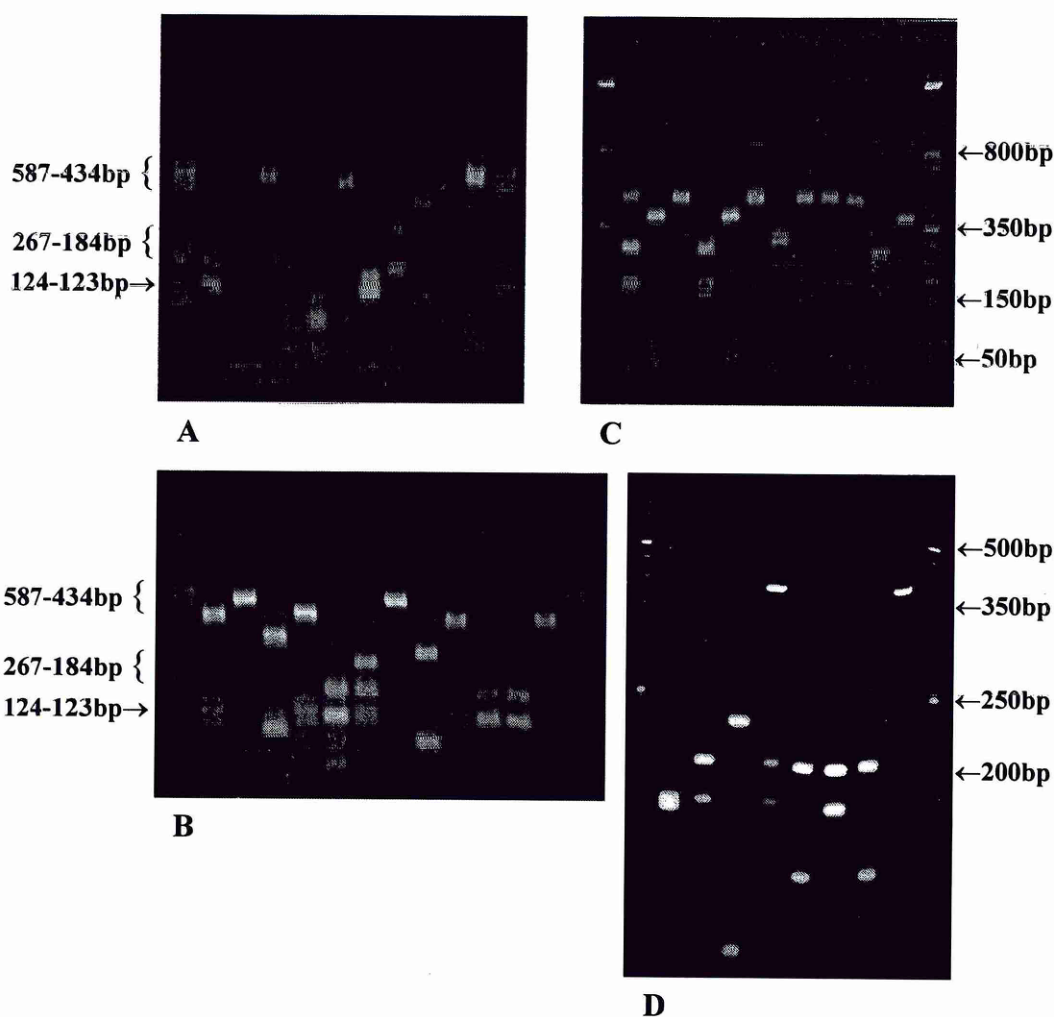 587-434bp {
267-184bp {
124-123bp→
A
←800bp
←350bp
←150bp
←50bp
C
587-434bp {
267-184bp {
124-123bp→
B
←500bp
←350bp
←250bp
←200bp
D